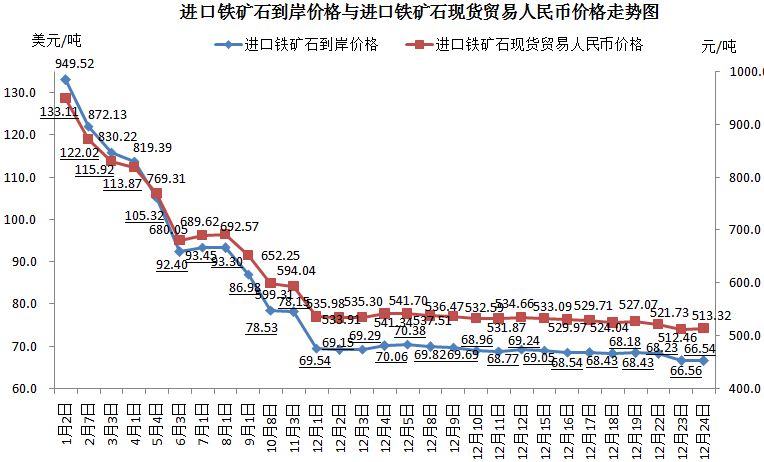 进口铁矿石到岸价格与进口铁矿石现货贸易人民币价格走势图
美元/吨
进口铁矿石到岸价格
进口铁矿石现货贸易人民币价格
元/吨
130.0
120.0
110.0
100.0
90.0
80.0
70.0
60.0
1000.0
900.0
800.0
700.0
600.0
500.0
400.0
949.52
872.13
830.22
819.39
769.31
680.05
689.62
692.57
652.25
599.31
594.04
535.98
533.91
535.30
541.34
541.70
537.51
536.47
532.59
531.87
534.66
533.09
529.97
529.71
524.04
527.07
521.73
512.46
513.32
133.11
122.02
115.92
113.87
105.32
92.40
93.45
93.30
86.98
78.53
78.15
69.54
69.15
69.29
70.06
70.38
69.82
69.69
68.96
68.77
69.24
69.05
68.54
68.43
68.18
68.43
68.23
66.56
66.54
1月2日
2月7日
3月3日
4月1日
5月4日
6月3日
7月1日
8月1日
9月1日
10月8日
11月3日
12月1日
12月2日
12月3日
12月4日
12月5日
12月8日
12月9日
12月10日
12月11日
12月12日
12月15日
12月16日
12月17日
12月18日
12月19日
12月22日
12月23日
12月24日